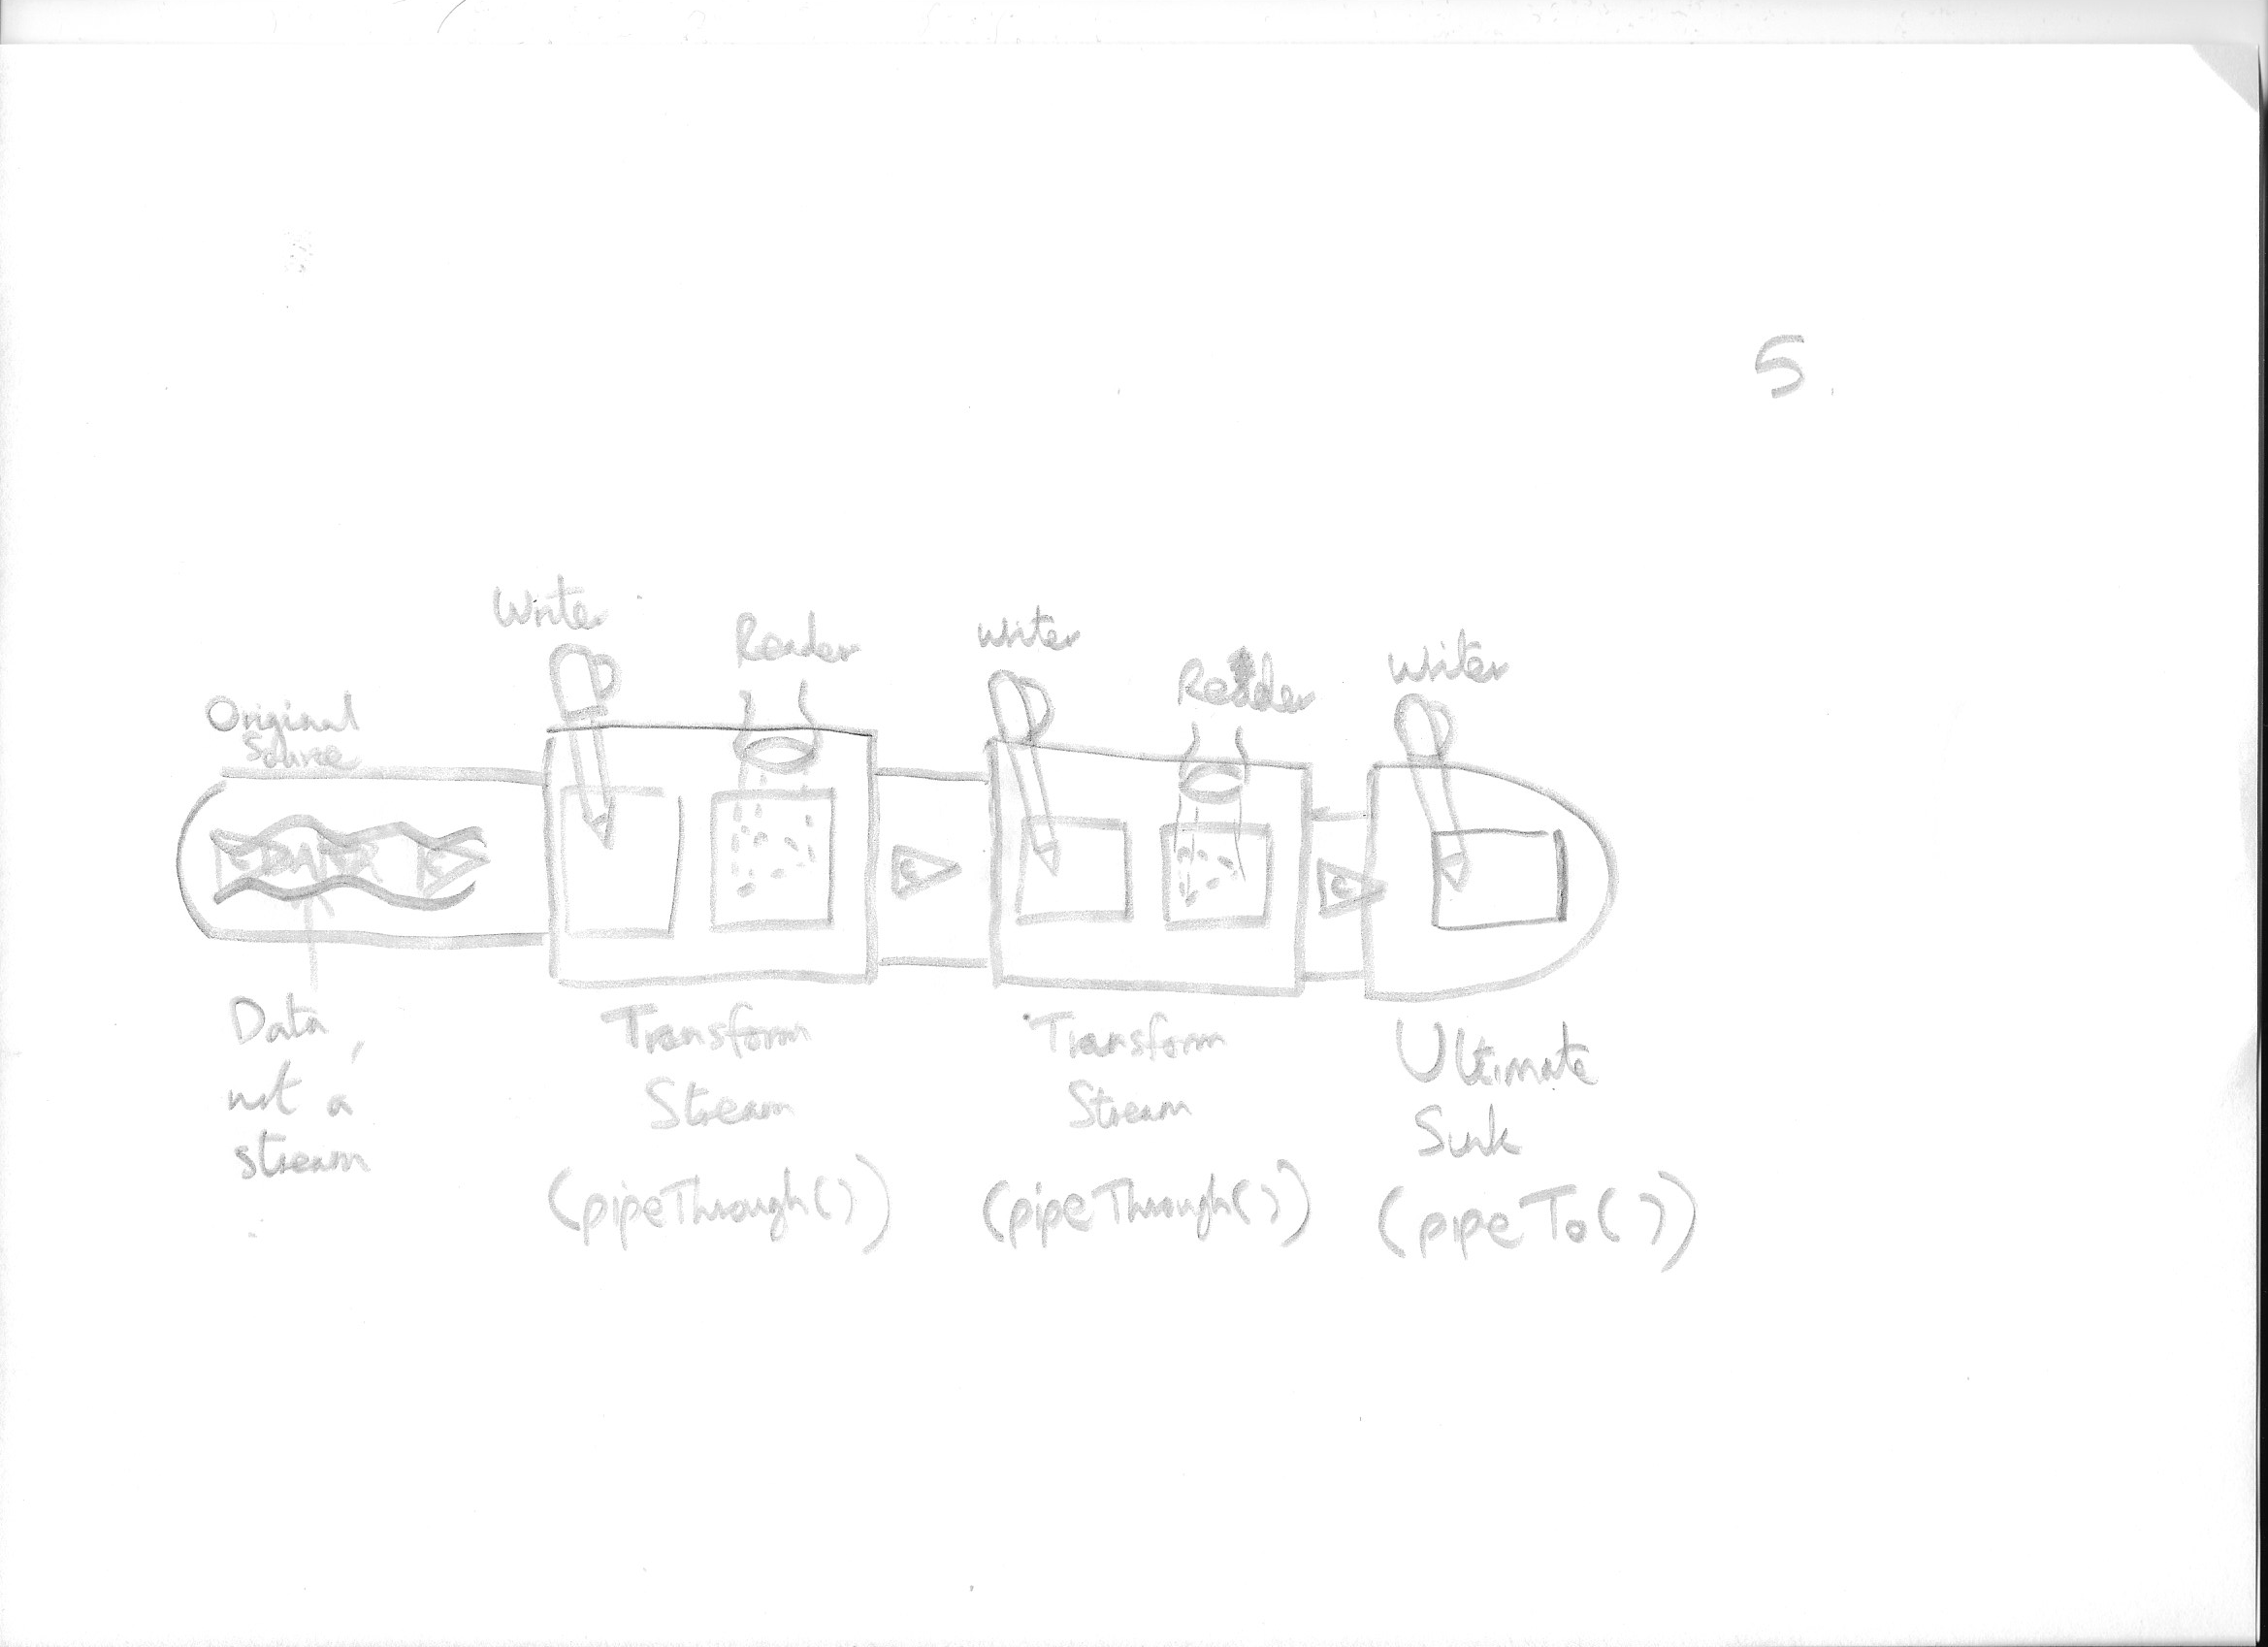 5
Writer
Reader
writer
Reader
writer
Original
Source
C
C
Data,
not a
stream
Transform
Stream
(pipeThrough())
Transform
Stream
(pipeThrough())
Ultimate
Sink
(pipeTo())